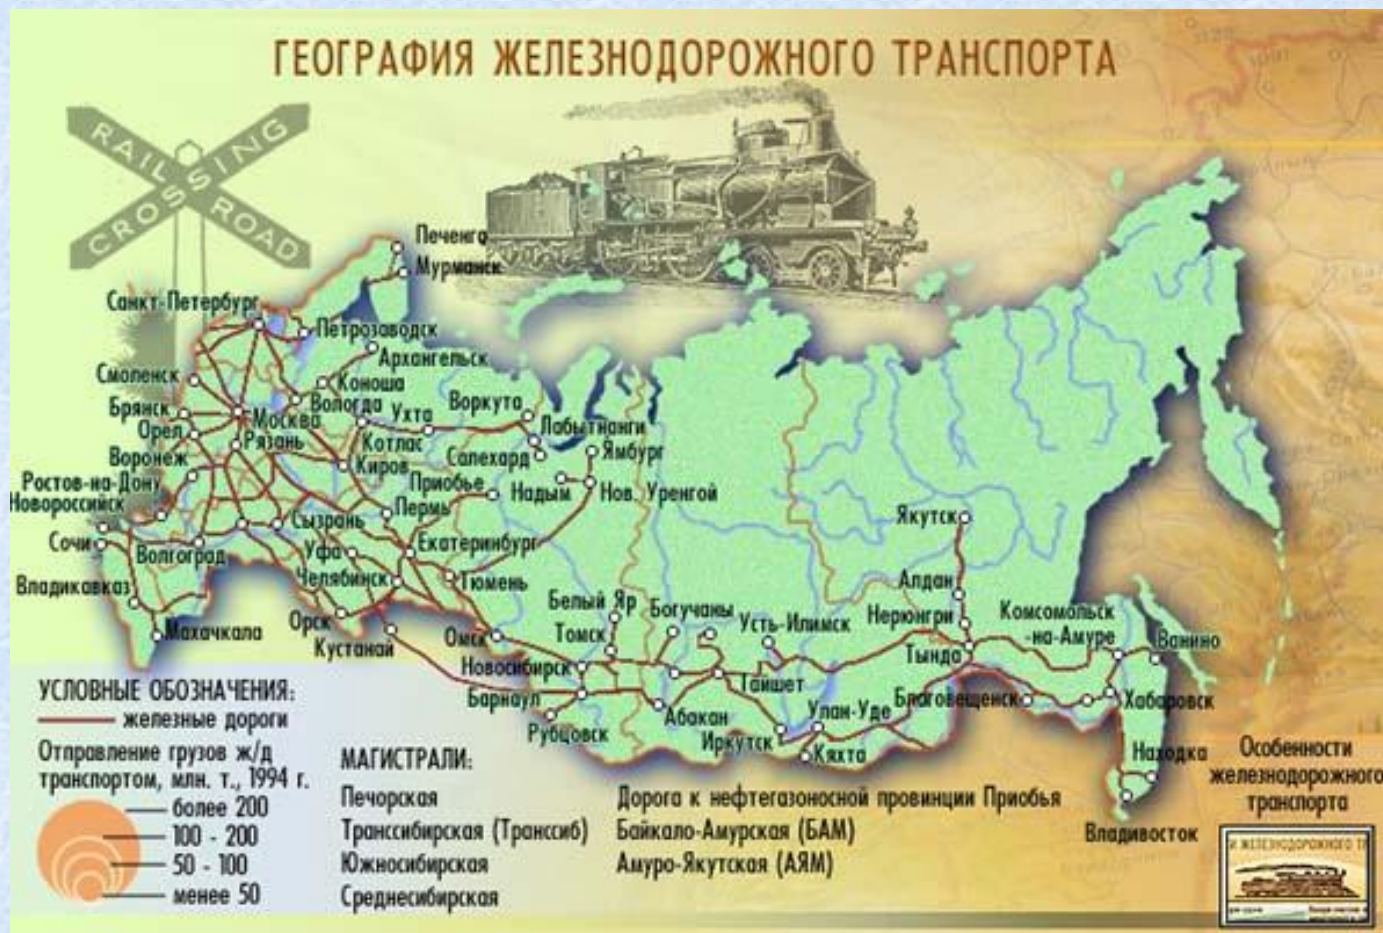 ГЕОГРАФИЯ ЖЕЛЕЗНОДОРОЖНОГО ТРАНСПОРТА
RAIL ROAD
CROSSING
Печенга
Мурманск
Санкт-Петербург
Петрозаводск
Архангельск
Смоленск
Коноша
Вологда
Брянск
Москва
Ухта
Воркута
Орел
Рязань
Котлас
Лабытнанги
Воронеж
Киров
Салехард
Ямбург
Ростов-на-Дону
Приобье
Надым
Нов. Уренгой
Новороссийск
Сызрань
Пермь
Якутск
Сочи
Волгоград
Уфа
Екатеринбург
Челябинск
Тюмень
Владикавказ
Алдан
Белый Яр
Богучаны
Усть-Илимск
Нерюнгри
Комсомольск
-на-Амуре
Махачкала
Орск
Кустанай
Омск
Томск
Ванино
Новосибирск
Тайшет
Тында
Барнаул
Абакан
Улан-Удэ
Благовещенск
Хабаровск
Рубцовск
Иркутск
Кяхта
Находка
Владивосток
УСЛОВНЫЕ ОБОЗНАЧЕНИЯ:
железные дороги
Отправление грузов ж/д
транспортом, млн. т., 1994 г.
более 200
100 - 200
50 - 100
менее 50
МАГИСТРАЛИ:
Печорская
Транссибирская (Транссиб)
Южносибирская
Среднесибирская
Дорога к нефтегазоносной провинции Приобья
Байкало-Амурская (БАМ)
Амуро-Якутская (АЯМ)
Особенности
железнодорожного
транспорта
И ЖЕЛЕЗНОДОРОЖНОГО ТР